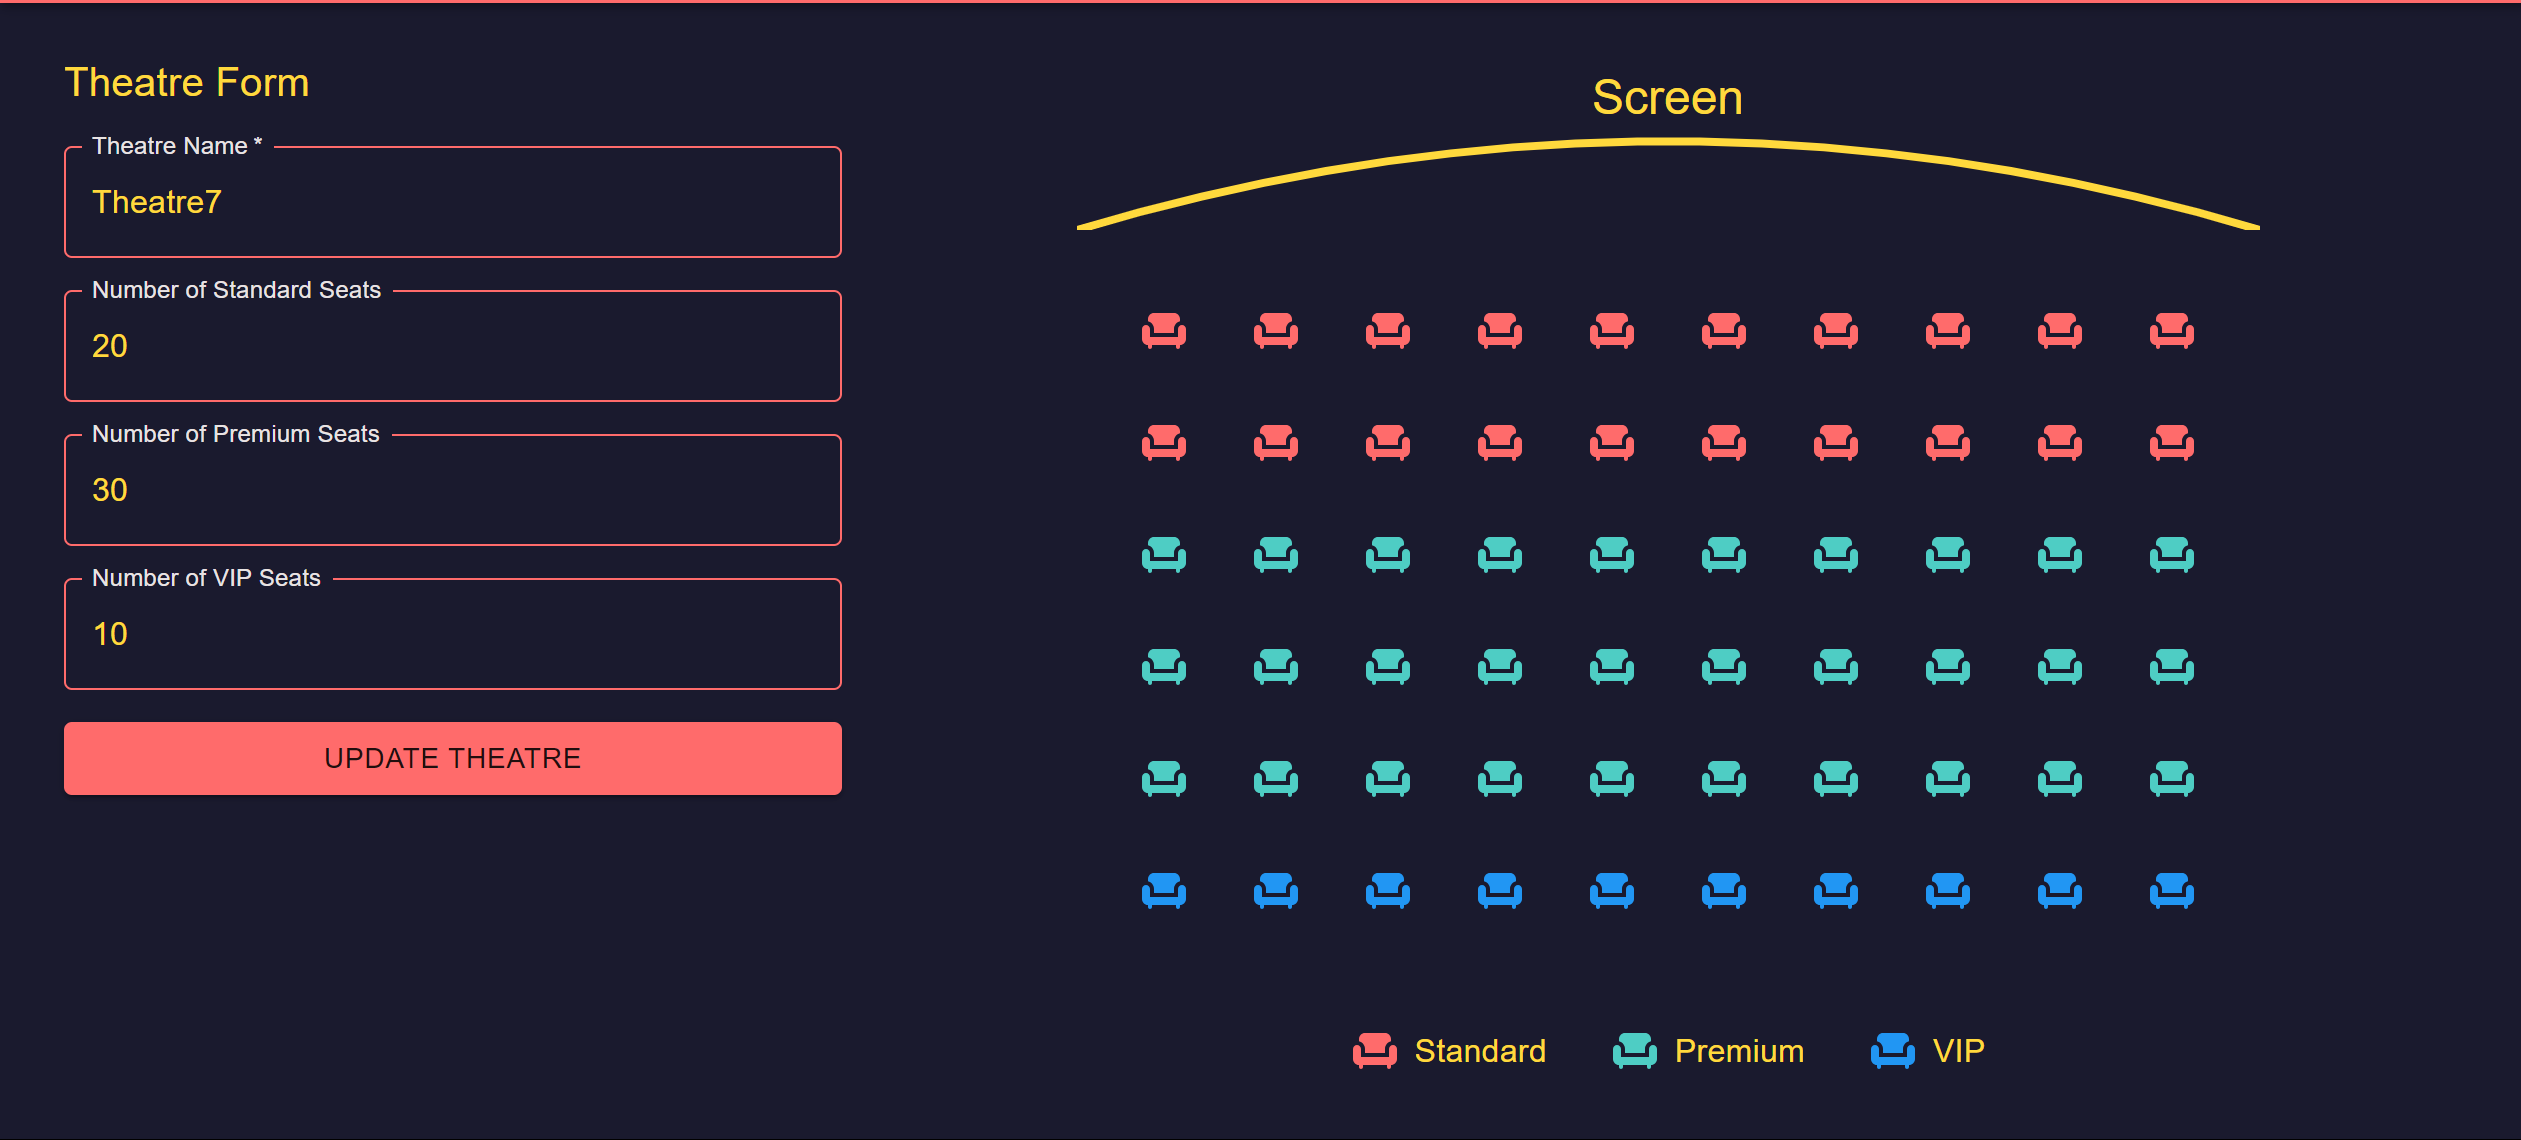 Theatre Form
Theatre Name *
Theatre7
Number of Standard Seats
20
Number of Premium Seats
30
Number of VIP Seats
10
UPDATE THEATRE
Screen
Standard
Premium
VIP